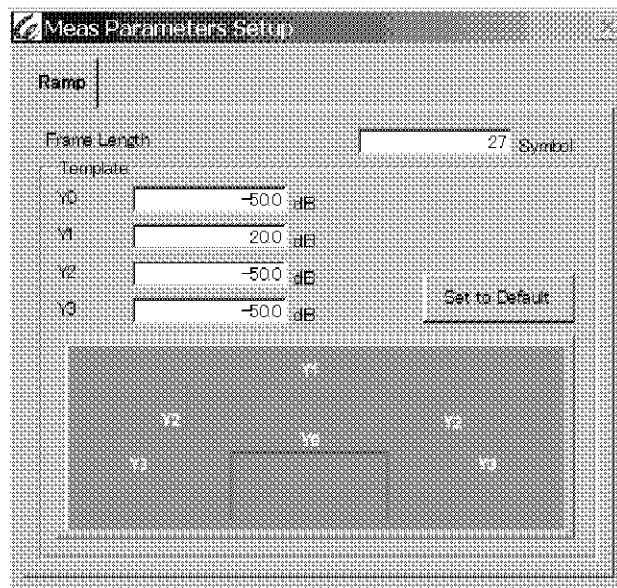 Meas Parameters Setup
Ramp
Frame Length 27 Symbol
Template
Y0 -50.0 dB
Y1 20.0 dB
Y2 -50.0 dB
Y3 -50.0 dB
Set to Default
Y1
Y2 Y2
Y0
Y3 Y3